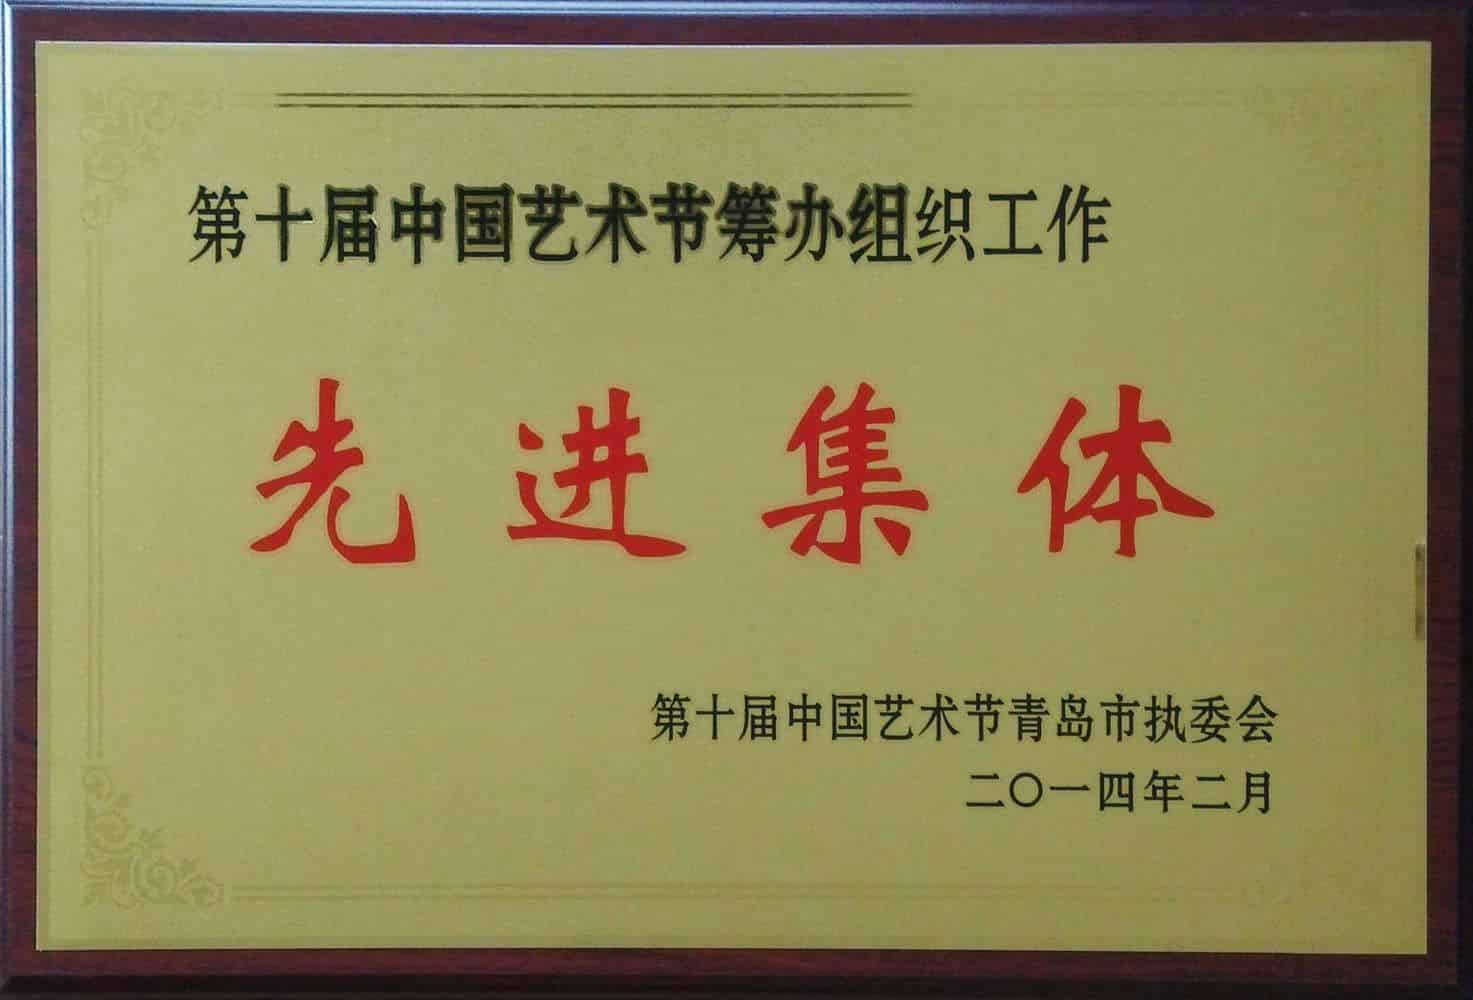 第十届中国艺术节筹办组织工作
先进集体
第十届中国艺术节青岛市执委会
二〇一四年二月